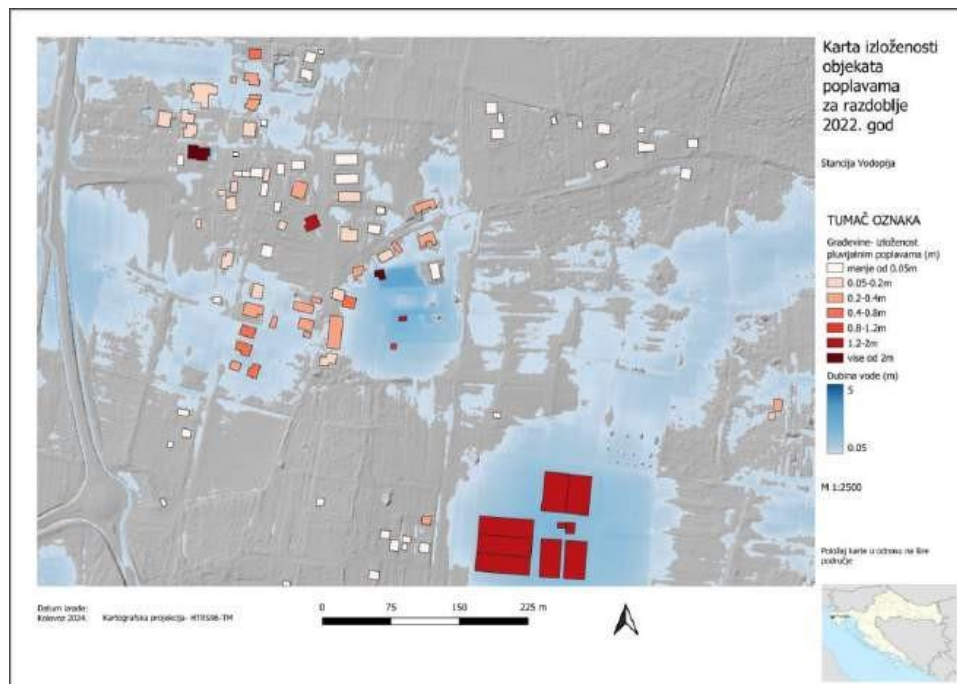 Karta izloženosti
objekata
poplavama
za razdoblje
2022. god
Stancija Vodopija
TUMAČ OZNAKA
Građevine- izloženost
pluvijalnim poplavama (m)
manje od 0.05m
0.05-0.2m
0.2-0.4m
0.4-0.8m
0.8-1.2m
1.2-2m
vise od 2m
Dubina vode (m)
5
0.05
M 1:2500
Položaj karte u odnosu na šire
područje
Datum izrade:
Kolovoz 2024. Kartografska projekcija- HTRS96-TM
0 75 150 225 m